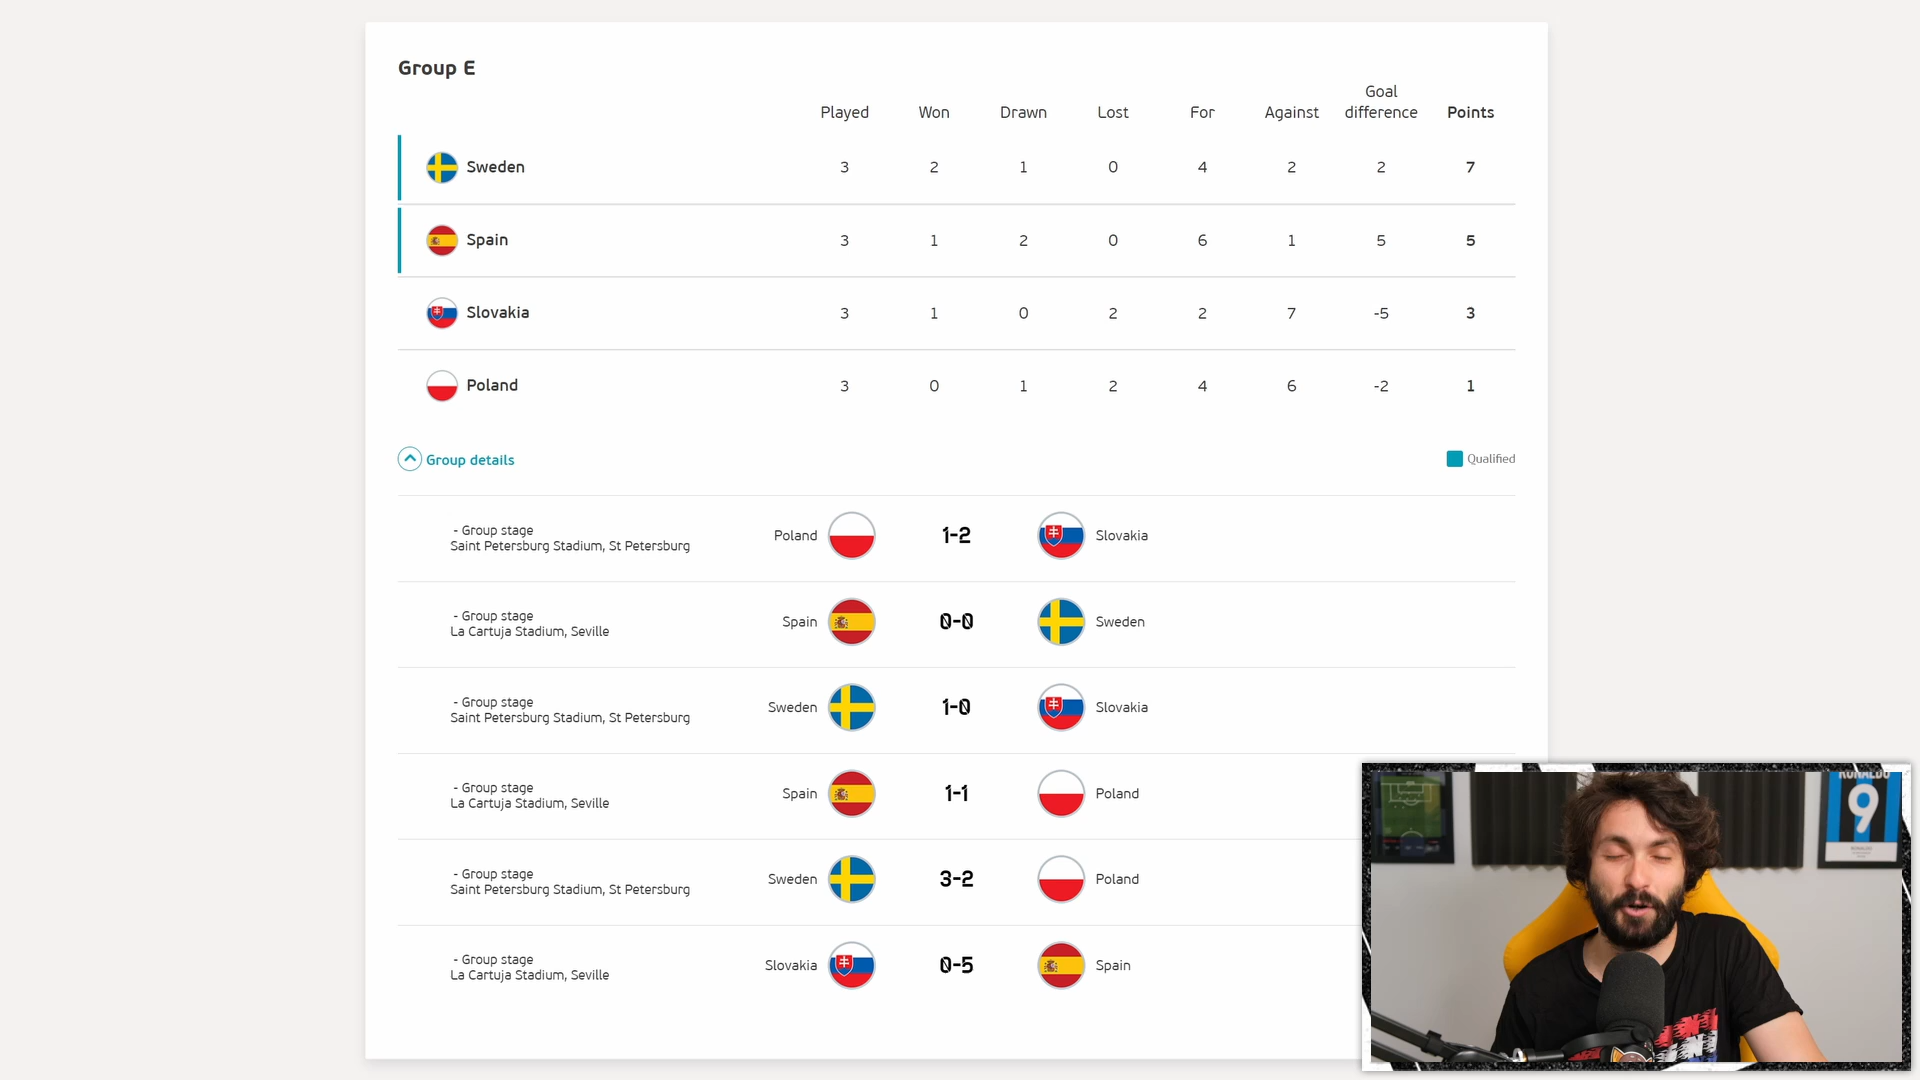 Group E
Played Won Drawn Lost For Against Goal difference Points
Sweden 3 2 1 0 4 2 2 7
Spain 3 1 2 0 6 1 5 5
Slovakia 3 1 0 2 2 7 -5 3
Poland 3 0 1 2 4 6 -2 1
Group details
Qualified
- Group stage
Saint Petersburg Stadium, St Petersburg
Poland 1-2 Slovakia
- Group stage
La Cartuja Stadium, Seville
Spain 0-0 Sweden
- Group stage
Saint Petersburg Stadium, St Petersburg
Sweden 1-0 Slovakia
- Group stage
La Cartuja Stadium, Seville
Spain 1-1 Poland
- Group stage
Saint Petersburg Stadium, St Petersburg
Sweden 3-2 Poland
- Group stage
La Cartuja Stadium, Seville
Slovakia 0-5 Spain
RONALDO
9
RONALDO